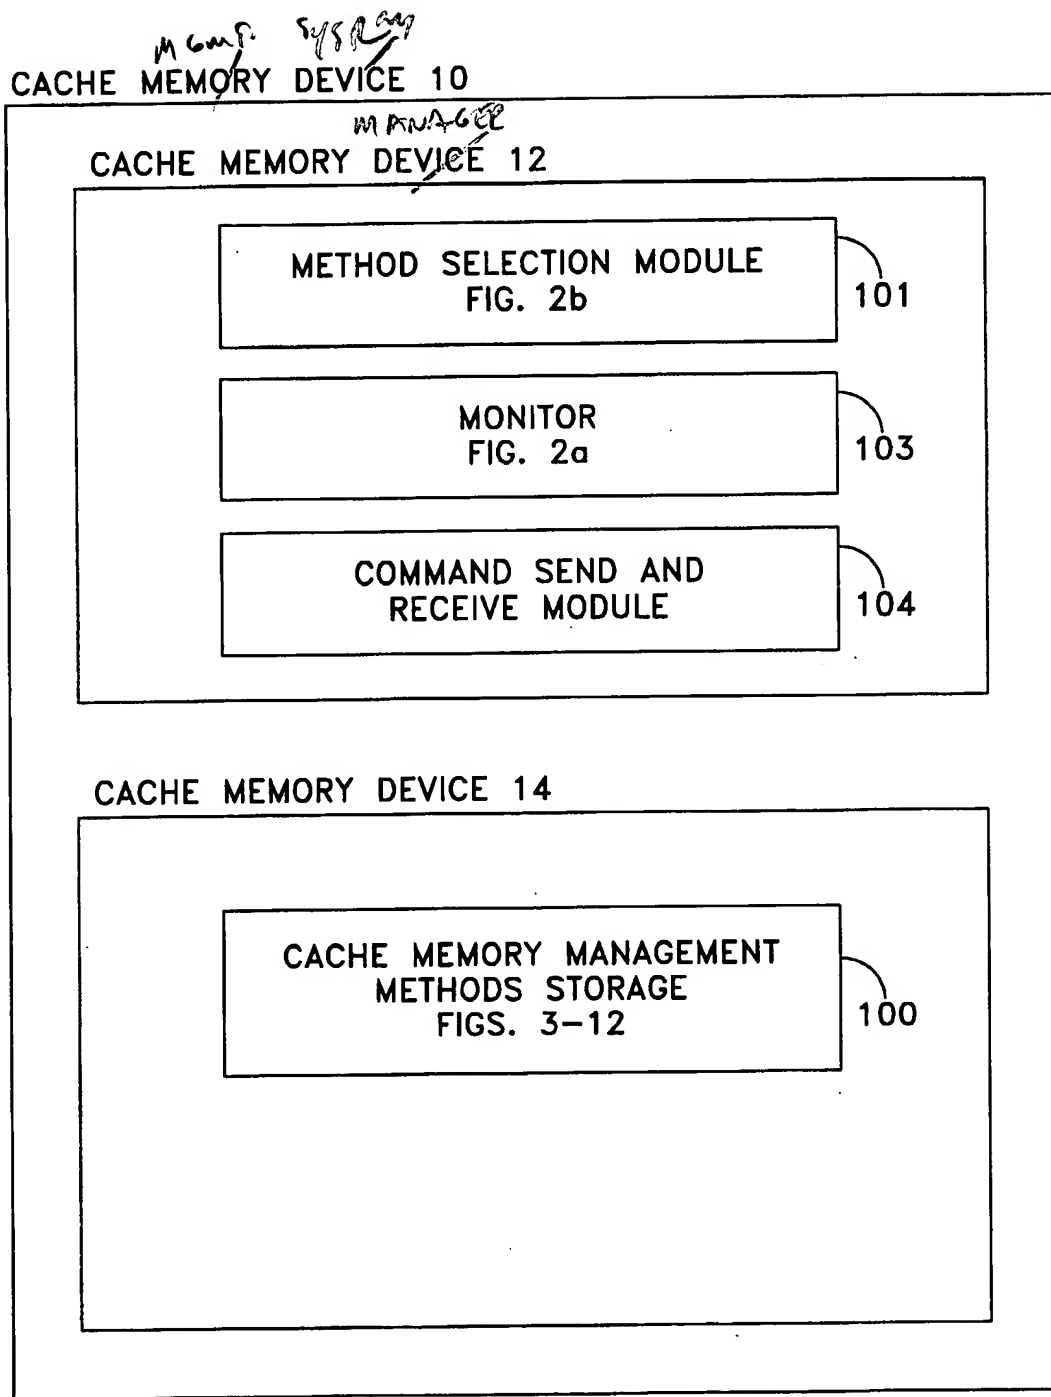 MGMT.
CACHE MEMORY DEVICE 10
MANAGER
CACHE MEMORY DEVICE 12
METHOD SELECTION MODULE
FIG. 2b
101
MONITOR
FIG. 2a
103
COMMAND SEND AND
RECEIVE MODULE
104
CACHE MEMORY DEVICE 14
CACHE MEMORY MANAGEMENT
METHODS STORAGE
FIGS. 3-12
100